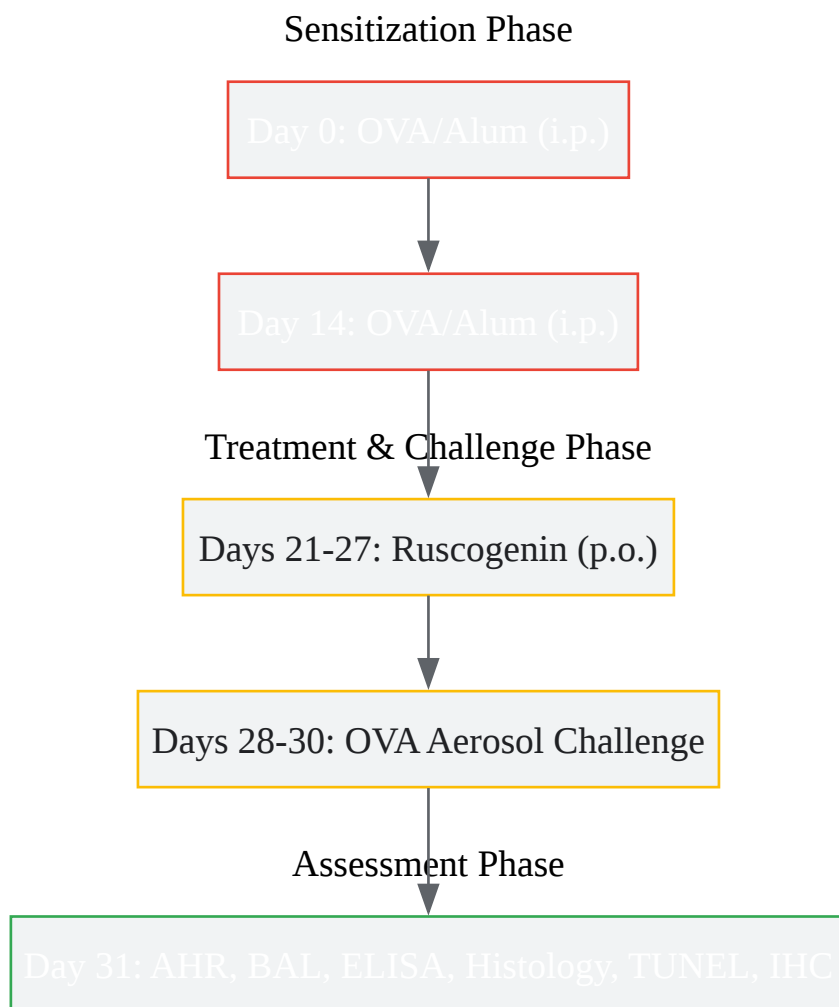 Sensitization Phase
Day 0: OVA/Alum (i.p.)
Day 14: OVA/Alum (i.p.)
Treatment & Challenge Phase
Days 21-27: Ruscogenin (p.o.)
Days 28-30: OVA Aerosol Challenge
Assessment Phase
Day 31: AHR, BAL, ELISA, Histology, TUNEL, IHC